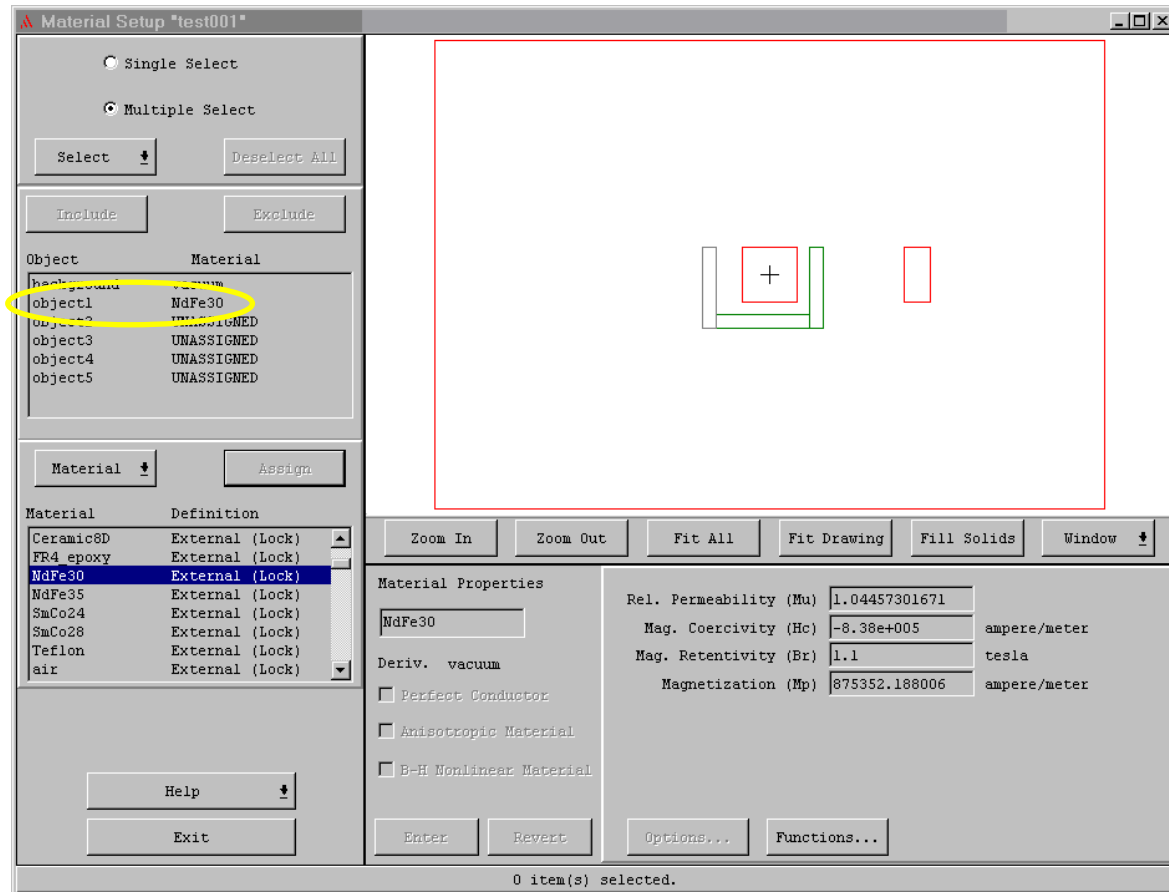 Material Setup "test001"
Single Select
Multiple Select
Select
Deselect All
Include
Exclude
Object Material
background vacuum
object1 NdFe30
object2 UNASSIGNED
object3 UNASSIGNED
object4 UNASSIGNED
object5 UNASSIGNED
Material
Assign
Material Definition
Ceramic8D External (Lock)
FR4_epoxy External (Lock)
NdFe30 External (Lock)
NdFe35 External (Lock)
SmCo24 External (Lock)
SmCo28 External (Lock)
Teflon External (Lock)
air External (Lock)
Help
Exit
Zoom In
Zoom Out
Fit All
Fit Drawing
Fill Solids
Window
Material Properties
NdFe30
Deriv. vacuum
Perfect Conductor
Anisotropic Material
B-H Nonlinear Material
Enter
Revert
Rel. Permeability (Mu) 1.04457301671
Mag. Coercivity (Hc) -8.38e+005 ampere/meter
Mag. Retentivity (Br) 1.1 tesla
Magnetization (Mp) 875352.188006 ampere/meter
Options...
Functions...
0 item(s) selected.